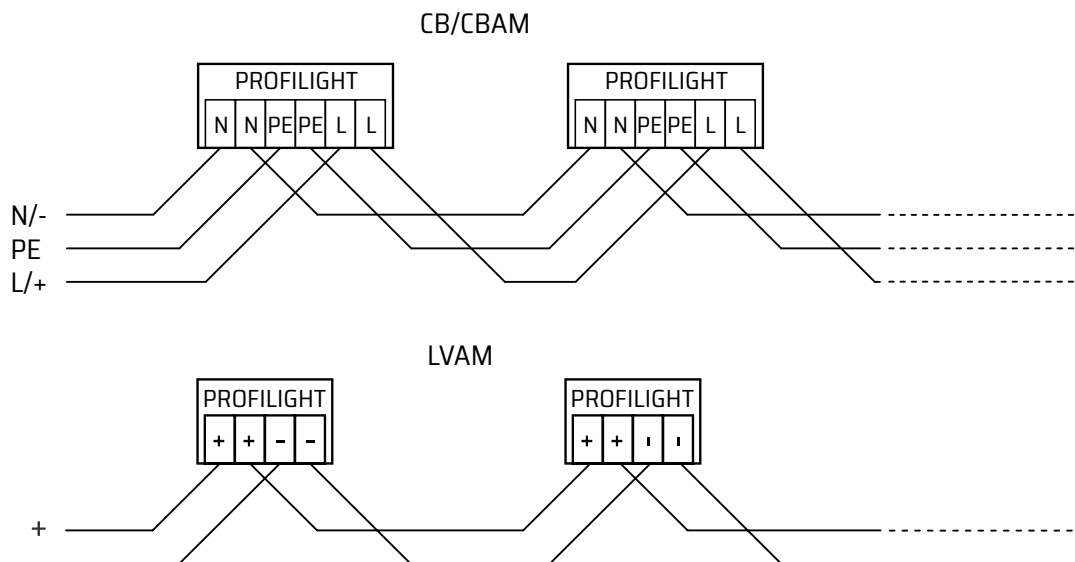 CB/CBAM
PROFILIGHT PROFILIGHT
N N PE PE L L N N PE PE L L
N/-
PE
L/+
LVAM
PROFILIGHT PROFILIGHT
+ + - - + + ı ı
+